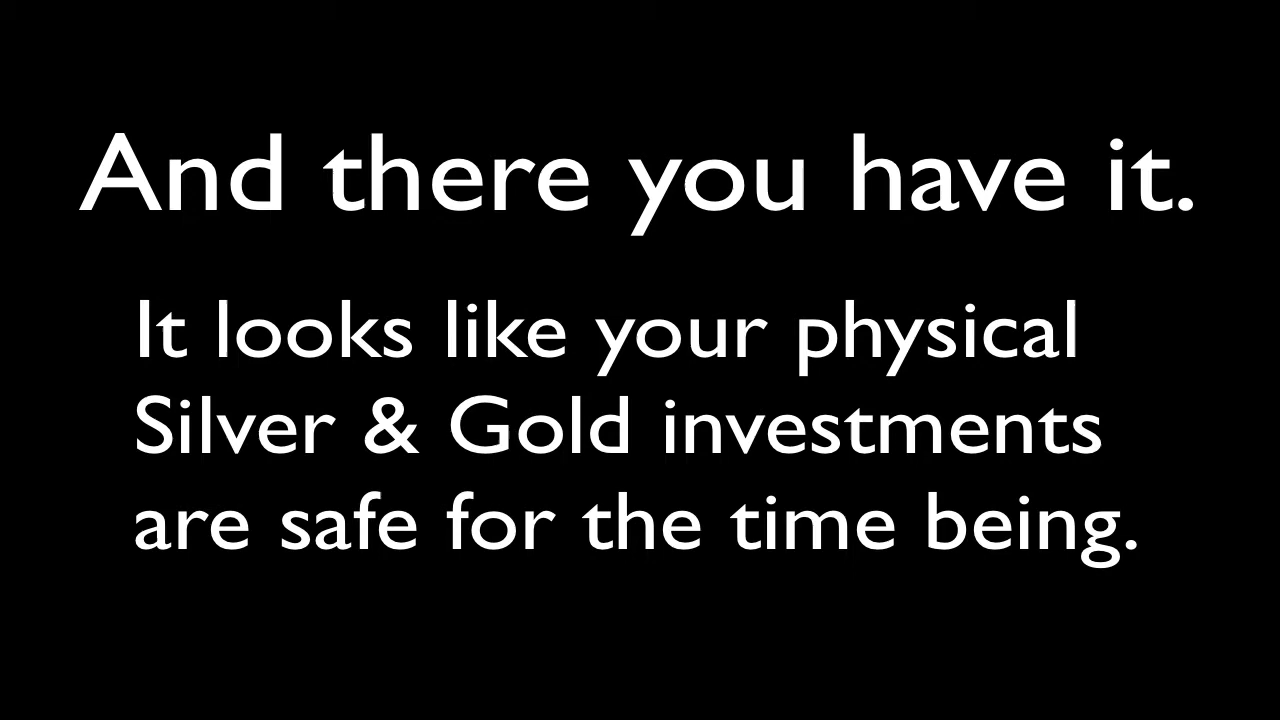 And there you have it.
It looks like your physical
Silver & Gold investments
are safe for the time being.